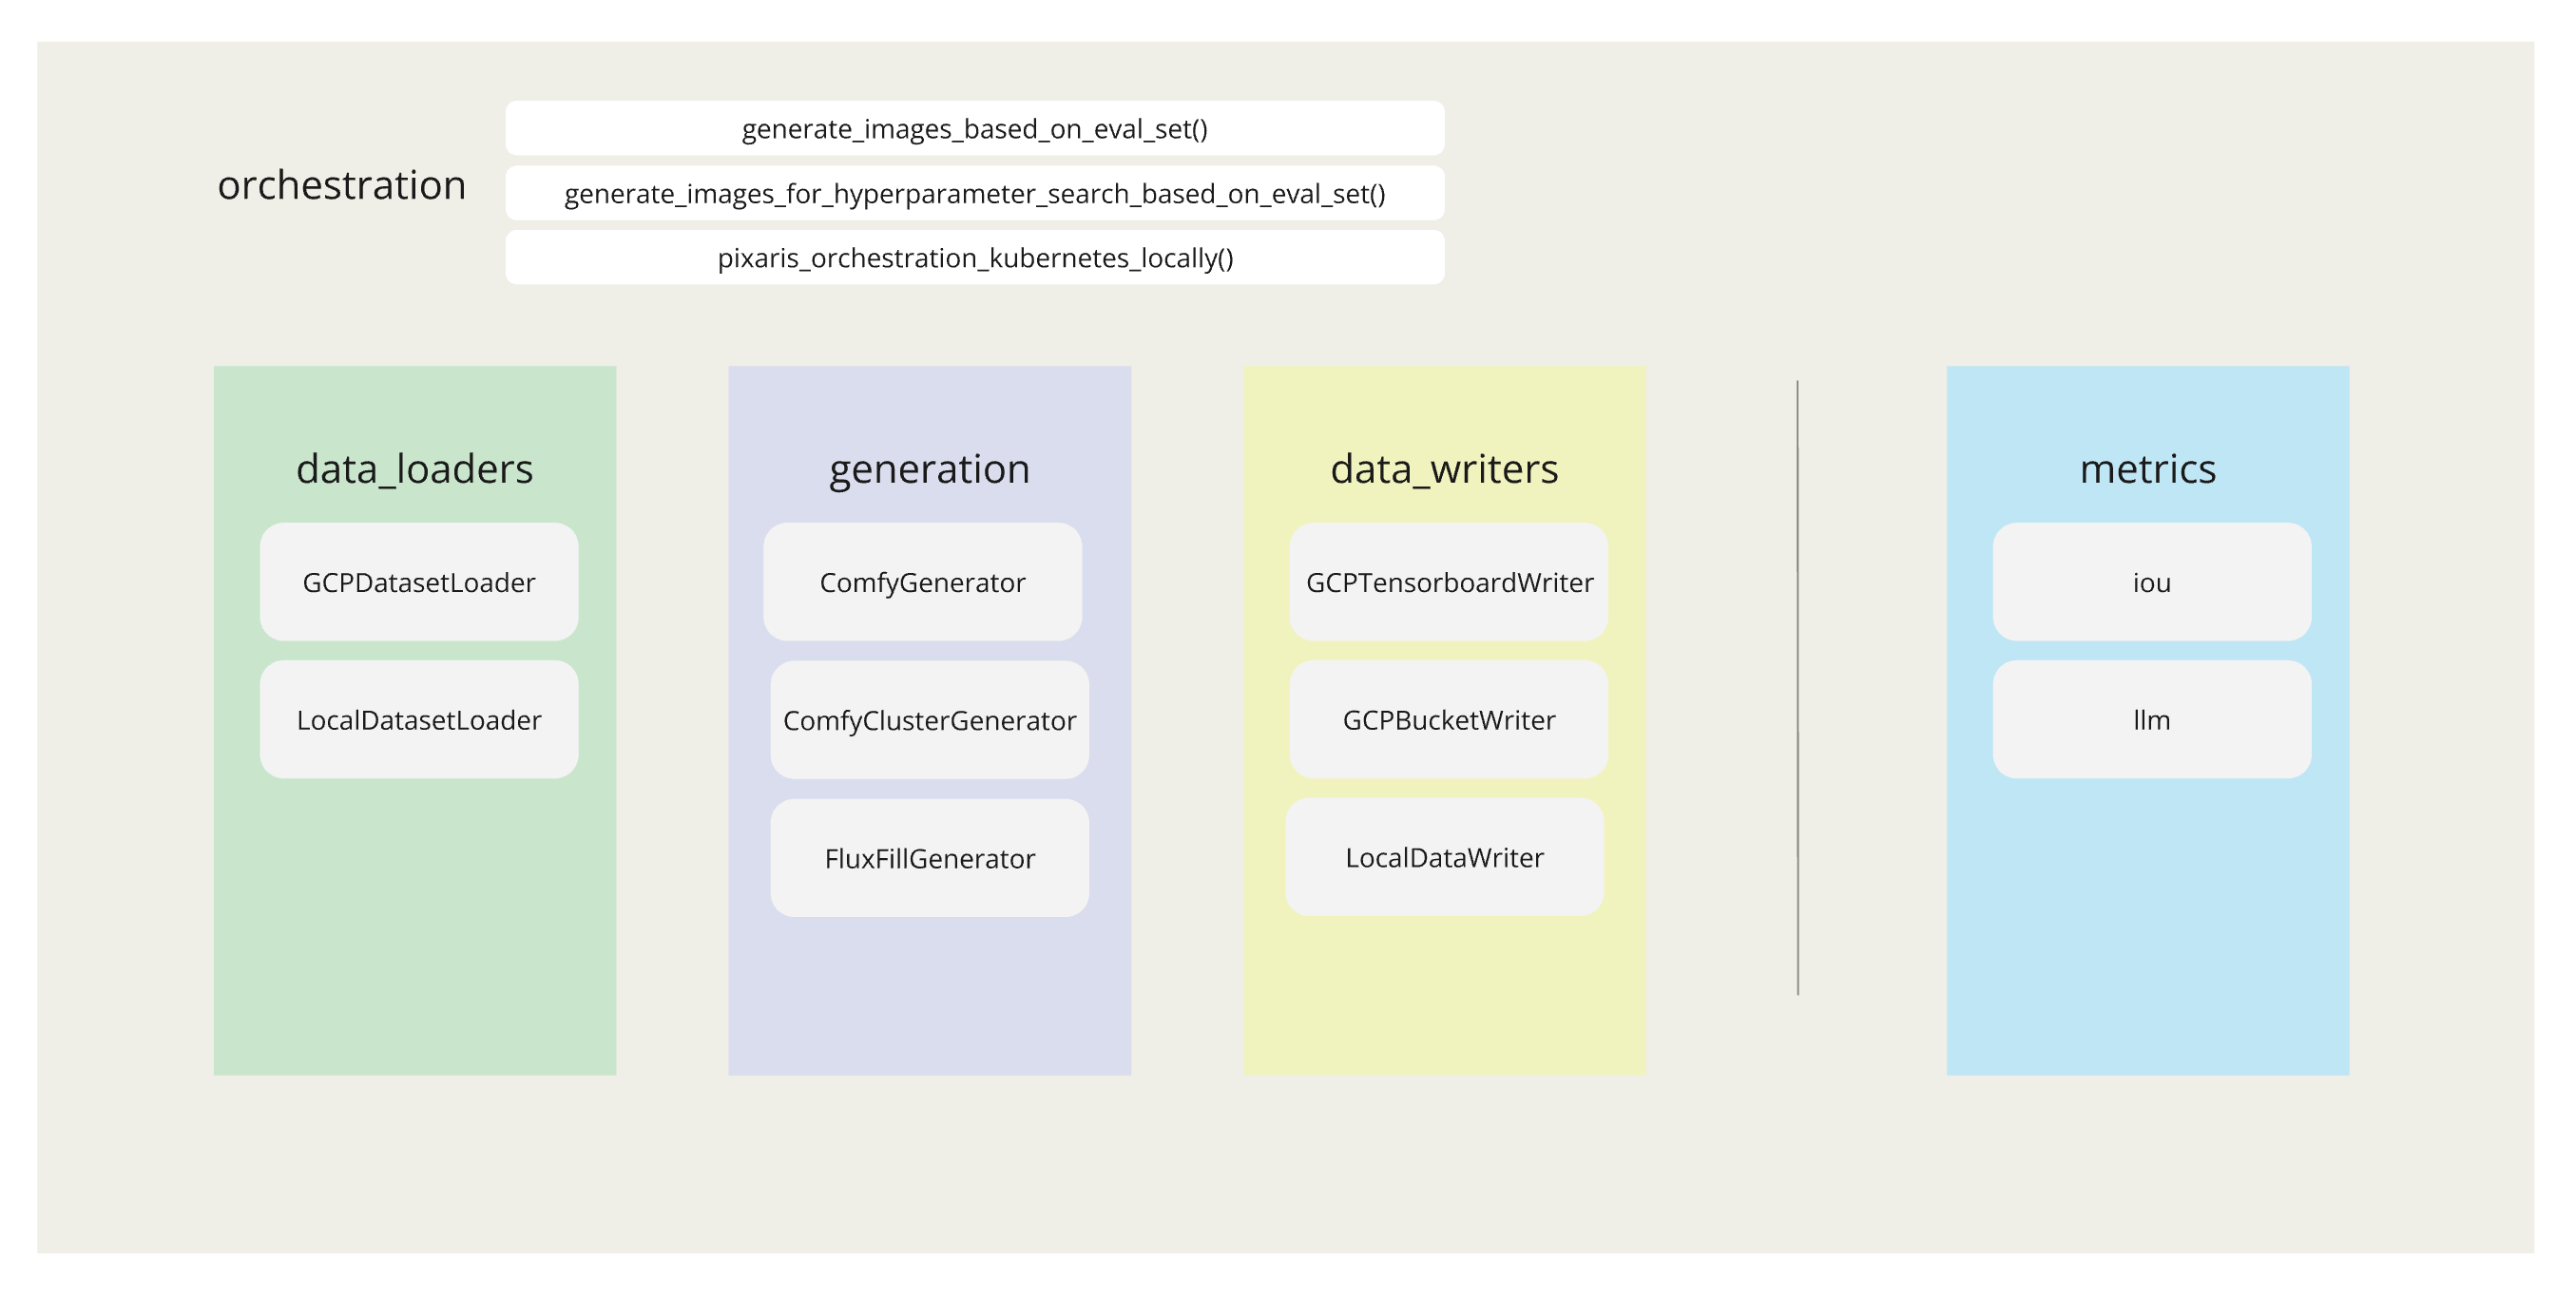 orchestration
generate_images_based_on_eval_set()
generate_images_for_hyperparameter_search_based_on_eval_set()
pixaris_orchestration_kubernetes_locally()
data_loaders
GCPDatasetLoader
LocalDatasetLoader
generation
ComfyGenerator
ComfyClusterGenerator
FluxFillGenerator
data_writers
GCPTensorboardWriter
GCPBucketWriter
LocalDataWriter
metrics
iou
llm